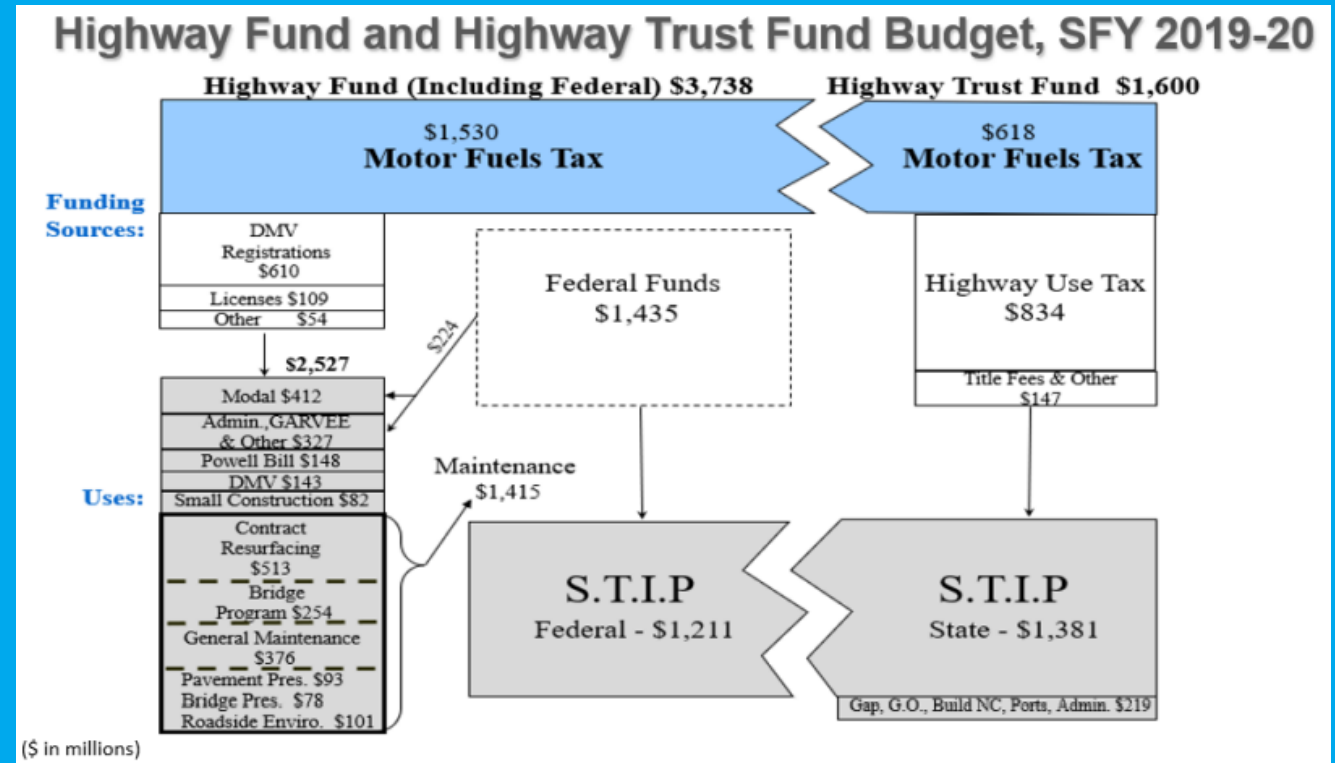 Highway Fund and Highway Trust Fund Budget, SFY 2019-20
Highway Fund (Including Federal) $3,738
Highway Trust Fund $1,600
$1,530
Motor Fuels Tax
$618
Motor Fuels Tax
Funding
Sources:
DMV
Registrations
$610
Licenses $109
Other $54
Federal Funds
$1,435
Highway Use Tax
$834
Title Fees & Other
$147
$224
$2,527
Modal $412
Admin.,GARVEE
& Other $327
Powell Bill $148
DMV $143
Small Construction $82
Uses:
Maintenance
$1,415
Contract
Resurfacing
$513
Bridge
Program $254
General Maintenance
$376
Pavement Pres. $93
Bridge Pres. $78
Roadside Enviro. $101
S.T.I.P
Federal - $1,211
S.T.I.P
State - $1,381
Gap, G.O., Build NC, Ports, Admin. $219
($ in millions)